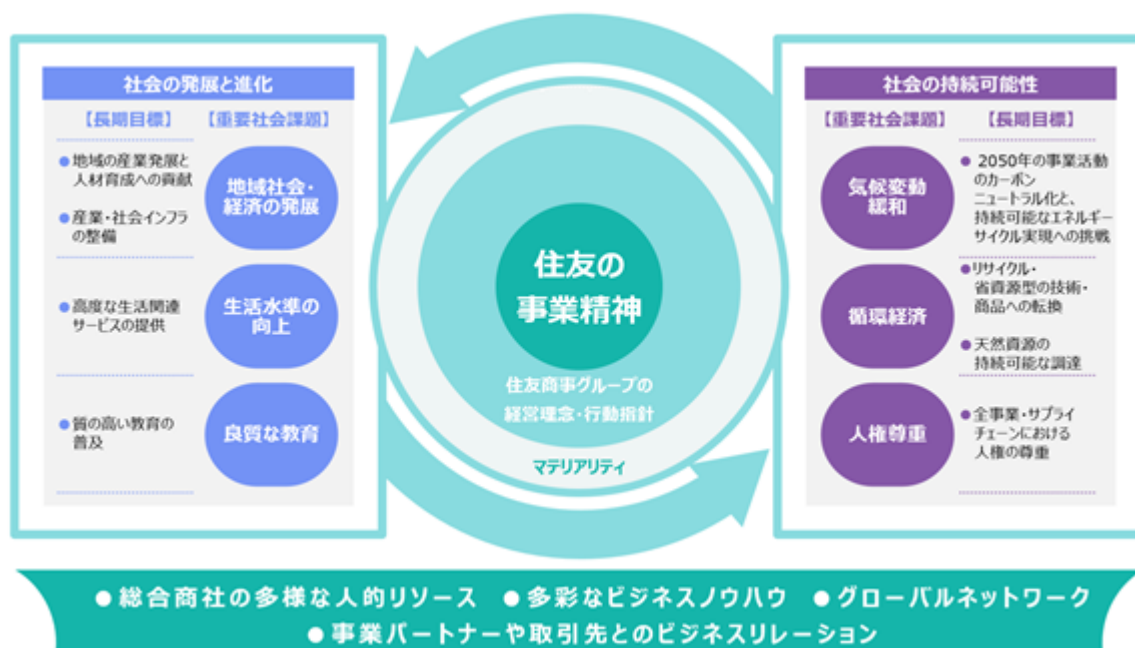 社会の発展と進化
【長期目標】
【重要社会課題】
●地域の産業発展と
人材育成への貢献
●産業・社会インフラ
の整備
地域社会・
経済の発展
●高度な生活関連
サービスの提供
生活水準の
向上
●質の高い教育の
普及
良質な教育
住友の
事業精神
住友商事グループの
経営理念・行動指針
マテリアリティ
社会の持続可能性
【重要社会課題】
【長期目標】
気候変動
緩和
●2050年の事業活動
のカーボン
ニュートラル化と、
持続可能なエネルギー
サイクル実現への挑戦
循環経済
●リサイクル・
省資源型の技術・
商品への転換
●天然資源の
持続可能な調達
人権尊重
●全事業・サプライ
チェーンにおける
人権の尊重
●総合商社の多様な人的リソース ●多彩なビジネスノウハウ ●グローバルネットワーク
●事業パートナーや取引先とのビジネスリレーション